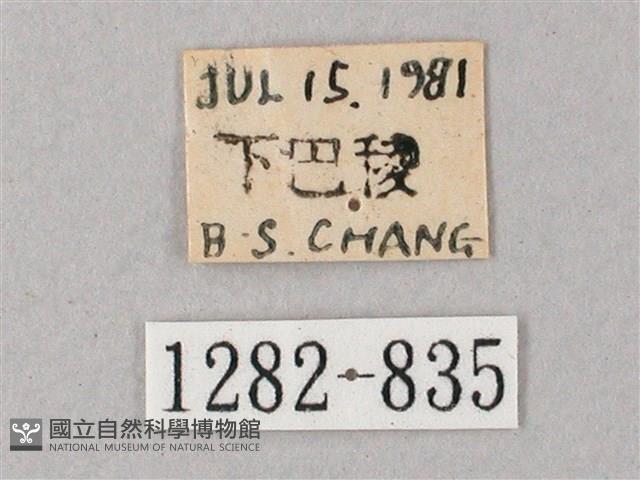 JUL 15. 1981
下巴稜
B.S. CHANG
1282-835
國立自然科學博物館
NATIONAL MUSEUM OF NATURAL SCIENCE